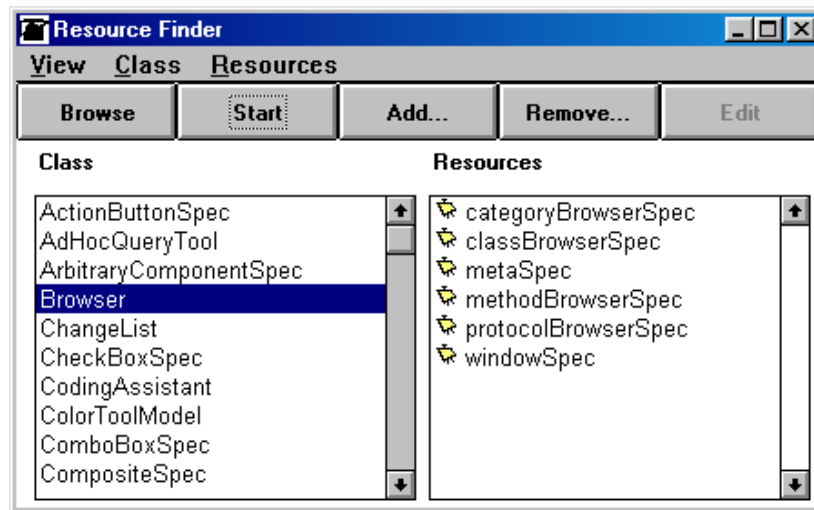 Resource Finder
View Class Resources
Browse Start Add... Remove... Edit
Class Resources
ActionButtonSpec
AdHocQueryTool
ArbitraryComponentSpec
Browser
ChangeList
CheckBoxSpec
CodingAssistant
ColorToolModel
ComboBoxSpec
CompositeSpec
categoryBrowserSpec
classBrowserSpec
metaSpec
methodBrowserSpec
protocolBrowserSpec
windowSpec